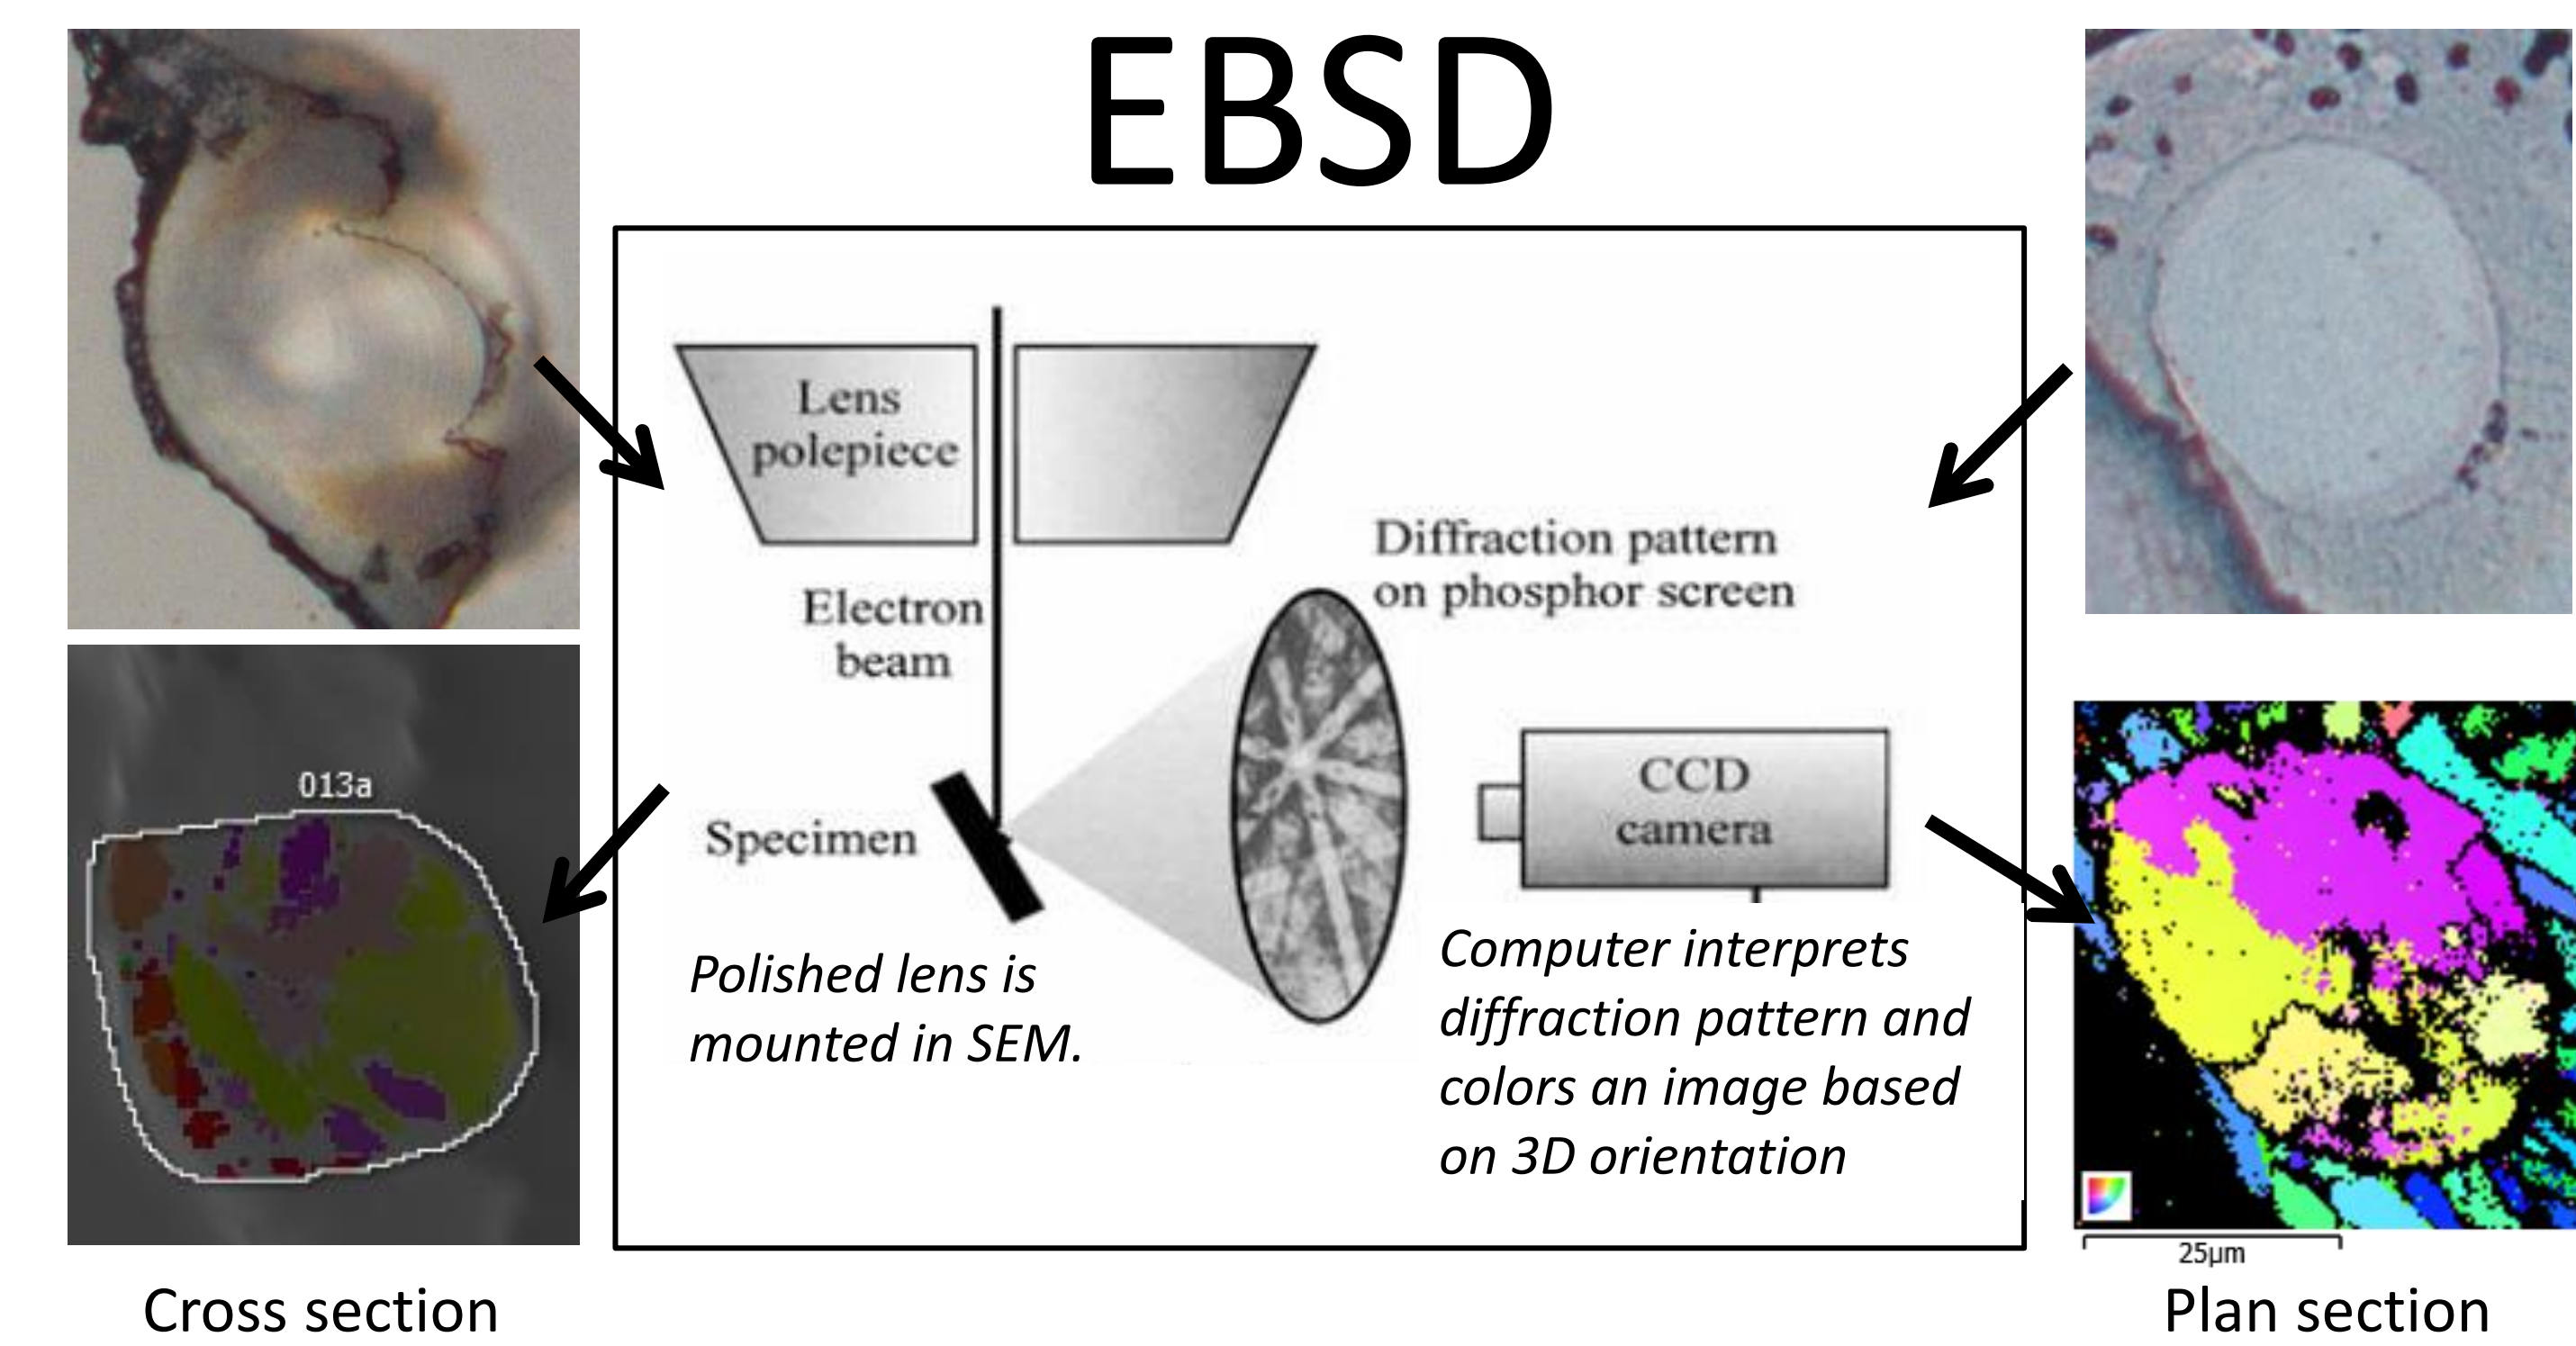 EBSD
Lens
polepiece
Electron
beam
Diffraction pattern
on phosphor screen
Specimen
CCD
camera
Polished lens is
mounted in SEM.
Computer interprets
diffraction pattern and
colors an image based
on 3D orientation
013a
25μm
Cross section
Plan section